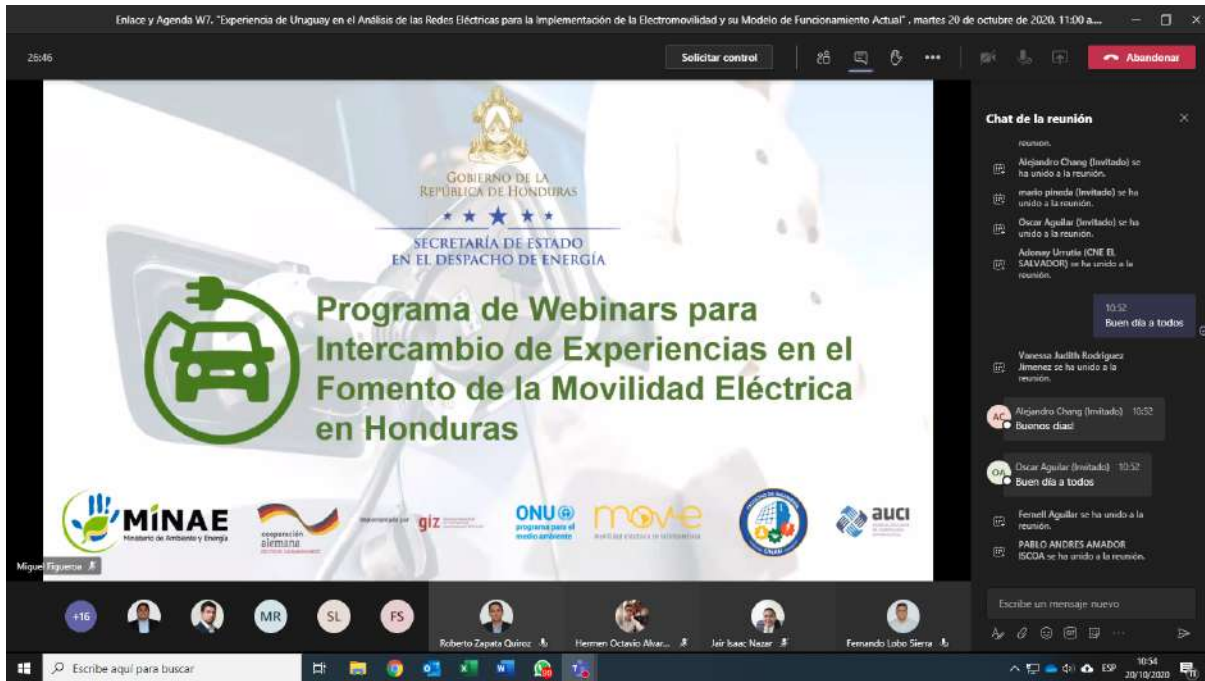 Enlace y Agenda W7. "Experiencia de Uruguay en el Análisis de las Redes Eléctricas para la Implementación de la Electromovilidad y su Modelo de Funcionamiento Actual" , martes 20 de octubre de 2020. 11:00 a....
26:46
Solicitar control
Abandonar
GOBIERNO DE LA
REPÚBLICA DE HONDURAS
SECRETARÍA DE ESTADO
EN EL DESPACHO DE ENERGÍA
Programa de Webinars para
Intercambio de Experiencias en el
Fomento de la Movilidad Eléctrica
en Honduras
MINAE
Ministerio de Ambiente y Energía
cooperación
alemana
implementada por
giz
ONU
programa para el
medio ambiente
MOVE
UNAH
auci
Miguel Figueroa
+16
MR
SL
FS
Roberto Zapata Quiroz
Hermen Octavio Alvar...
Jair Isaac Nazar
Fernando Lobo Sierra
Chat de la reunión
reunión.
Alejandro Chang (Invitado) se
ha unido a la reunión.
mario pineda (Invitado) se ha
unido a la reunión.
Oscar Aguilar (Invitado) se ha
unido a la reunión.
Adonay Urrutia (CNE EL
SALVADOR) se ha unido a la
reunión.
10:52
Buen día a todos
Vanessa Judith Rodriguez
Jimenez se ha unido a la
reunión.
AC
Alejandro Chang (Invitado) 10:52
Buenos dias!
OA
Oscar Aguilar (Invitado) 10:52
Buen día a todos
Fernell Aguilar se ha unido a la
reunión.
PABLO ANDRES AMADOR
ISCOA se ha unido a la reunión.
Escribe un mensaje nuevo
Escribe aquí para buscar
ESP
10:54
20/10/2020